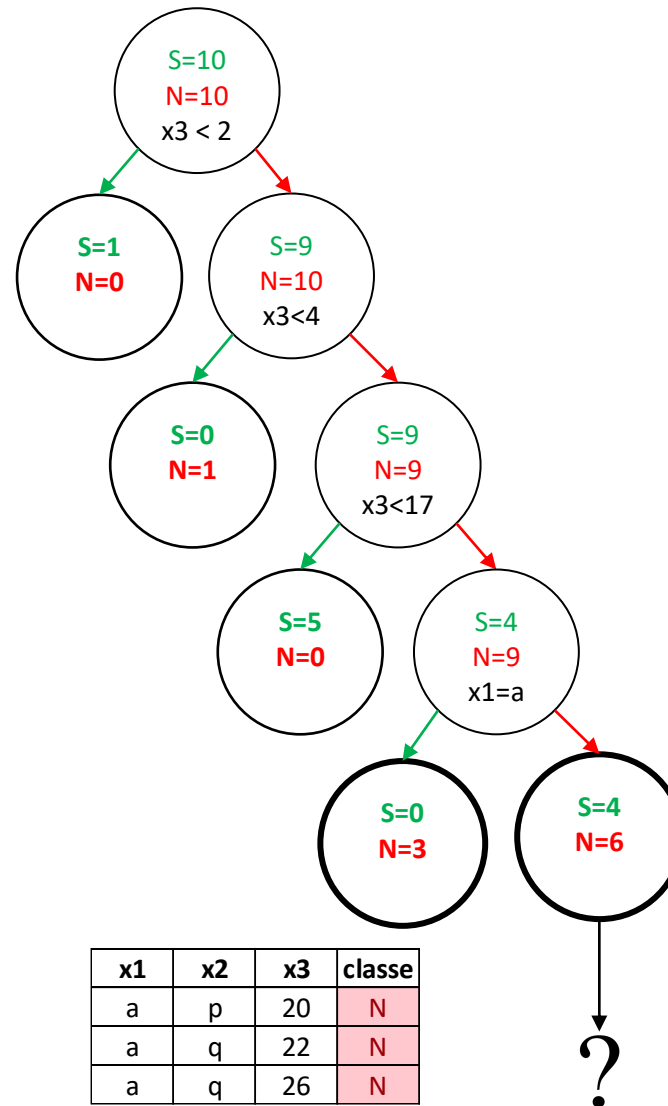 S=10
N=10
x3 < 2
S=1
N=0
S=9
N=10
x3<4
S=0
N=1
S=9
N=9
x3<17
S=5
N=0
S=4
N=9
x1=a
S=0
N=3
S=4
N=6
x1 x2 x3 classe
a p 20 N
a q 22 N
a q 26 N
?